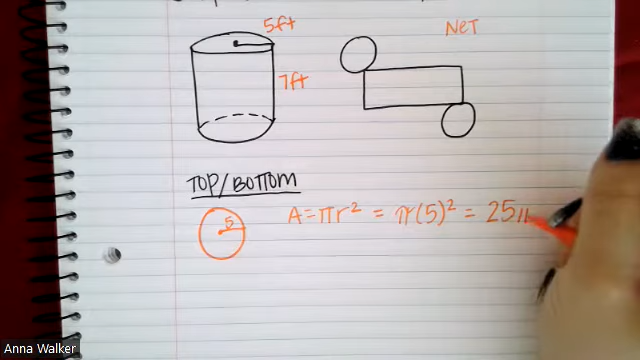 5ft
NET
7ft
TOP/BOTTOM
5
A=πr² = π(5)² = 25π
Anna Walker